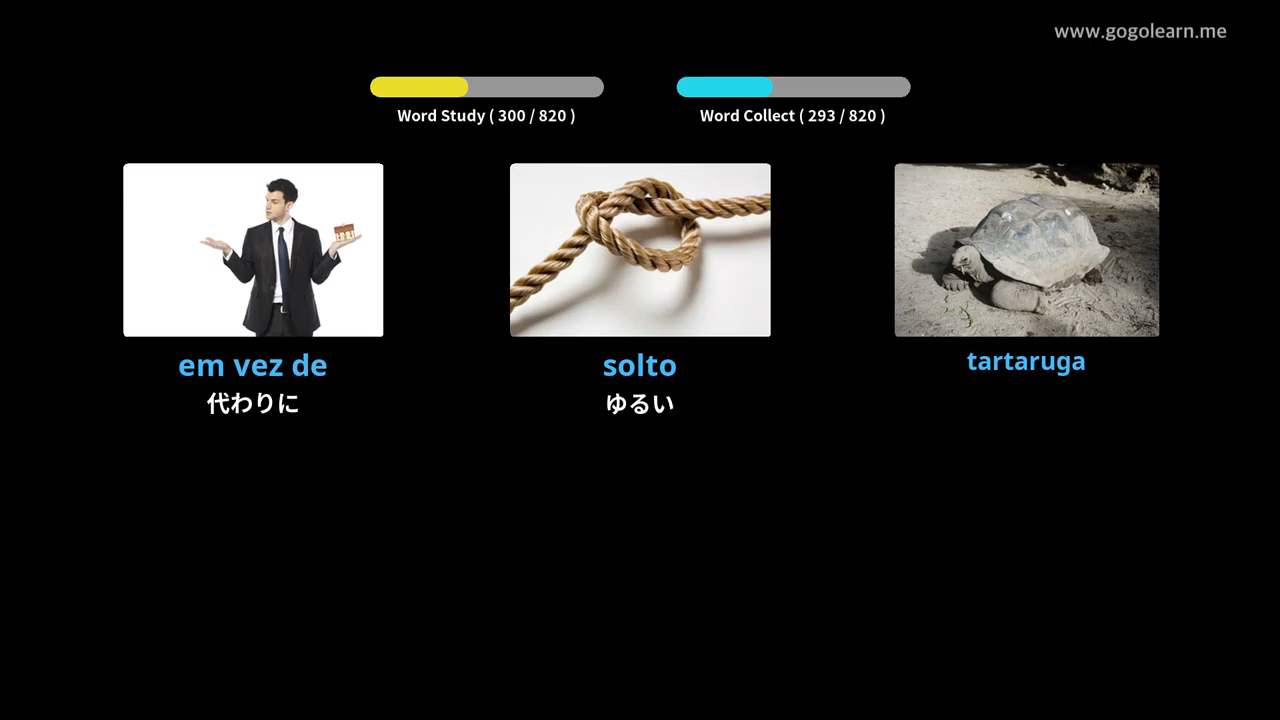 www.gogolearn.me
Word Study ( 300 / 820 )
Word Collect ( 293 / 820 )
em vez de
代わりに
solto
ゆるい
tartaruga